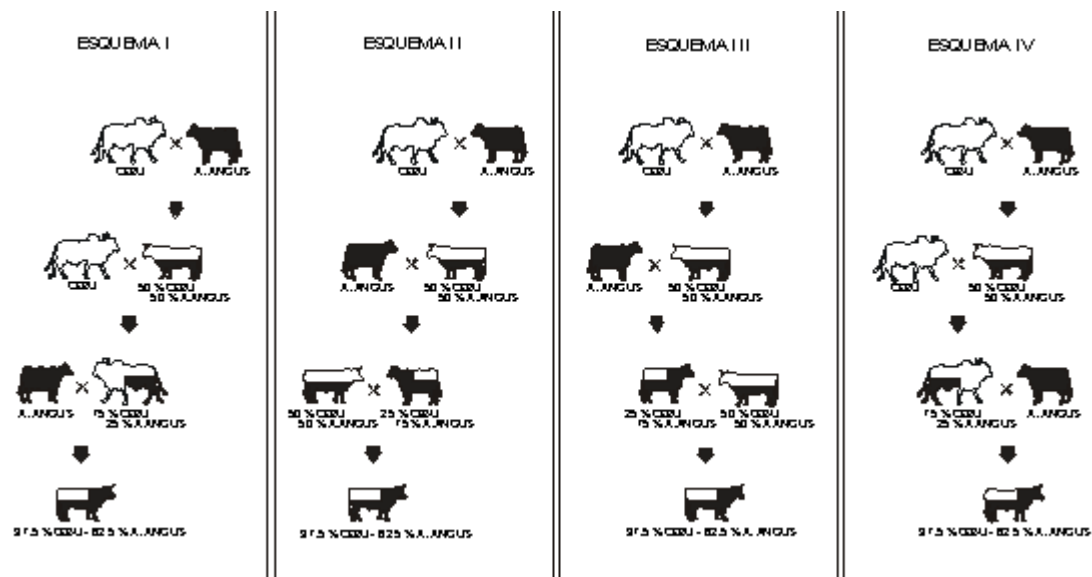 ESQUEMA I
CEBU
A. ANGUS
CEBU
50 % CEBU
50 % A.ANGUS
A. ANGUS
75 % CEBU
25 % A.ANGUS
37.5 % CEBU - 62.5 % A. ANGUS
ESQUEMA II
CEBU
A. ANGUS
A. ANGUS
50 % CEBU
50 % A.ANGUS
50 % CEBU
50 % A.ANGUS
25 % CEBU
75 % A.ANGUS
37.5 % CEBU - 62.5 % A. ANGUS
ESQUEMA III
CEBU
A. ANGUS
A. ANGUS
50 % CEBU
50 % A.ANGUS
25 % CEBU
75 % A.ANGUS
50 % CEBU
50 % A.ANGUS
37.5 % CEBU - 62.5 % A. ANGUS
ESQUEMA IV
CEBU
A. ANGUS
CEBU
50 % CEBU
50 % A.ANGUS
75 % CEBU
25 % A.ANGUS
A. ANGUS
37.5 % CEBU - 62.5 % A. ANGUS